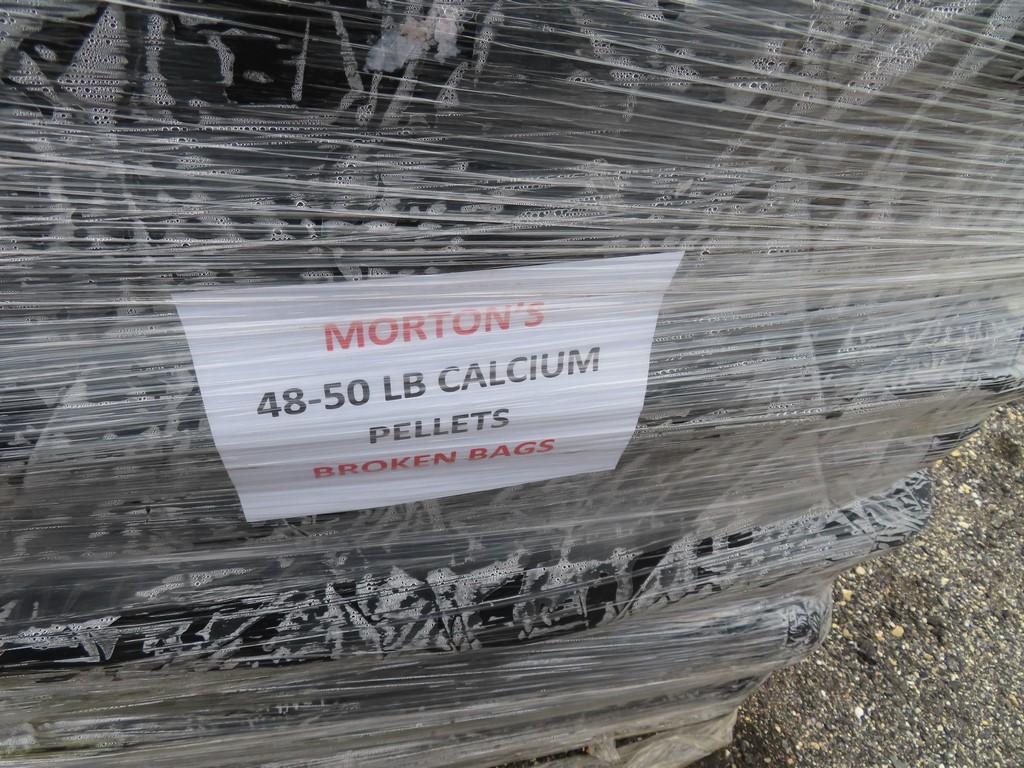 MORTON'S
48-50 LB CALCIUM
PELLETS
BROKEN BAGS